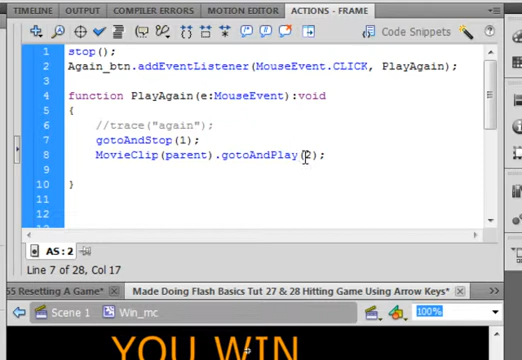 TIMELINE OUTPUT COMPILER ERRORS MOTION EDITOR ACTIONS - FRAME
Code Snippets
1 stop();
2 Again_btn.addEventListener(MouseEvent.CLICK, PlayAgain);
3
4 function PlayAgain(e:MouseEvent):void
5 {
6 //trace("again");
7 gotoAndStop(1);
8 MovieClip(parent).gotoAndPlay(2);
9
10 }
11
12
AS:2
Line 7 of 28, Col 17
55 Resetting A Game?* Made Doing Flash Basics Tut 27 & 28 Hitting Game Using Arrow Keys*
Scene 1 Win_mc 100%
YOU WIN